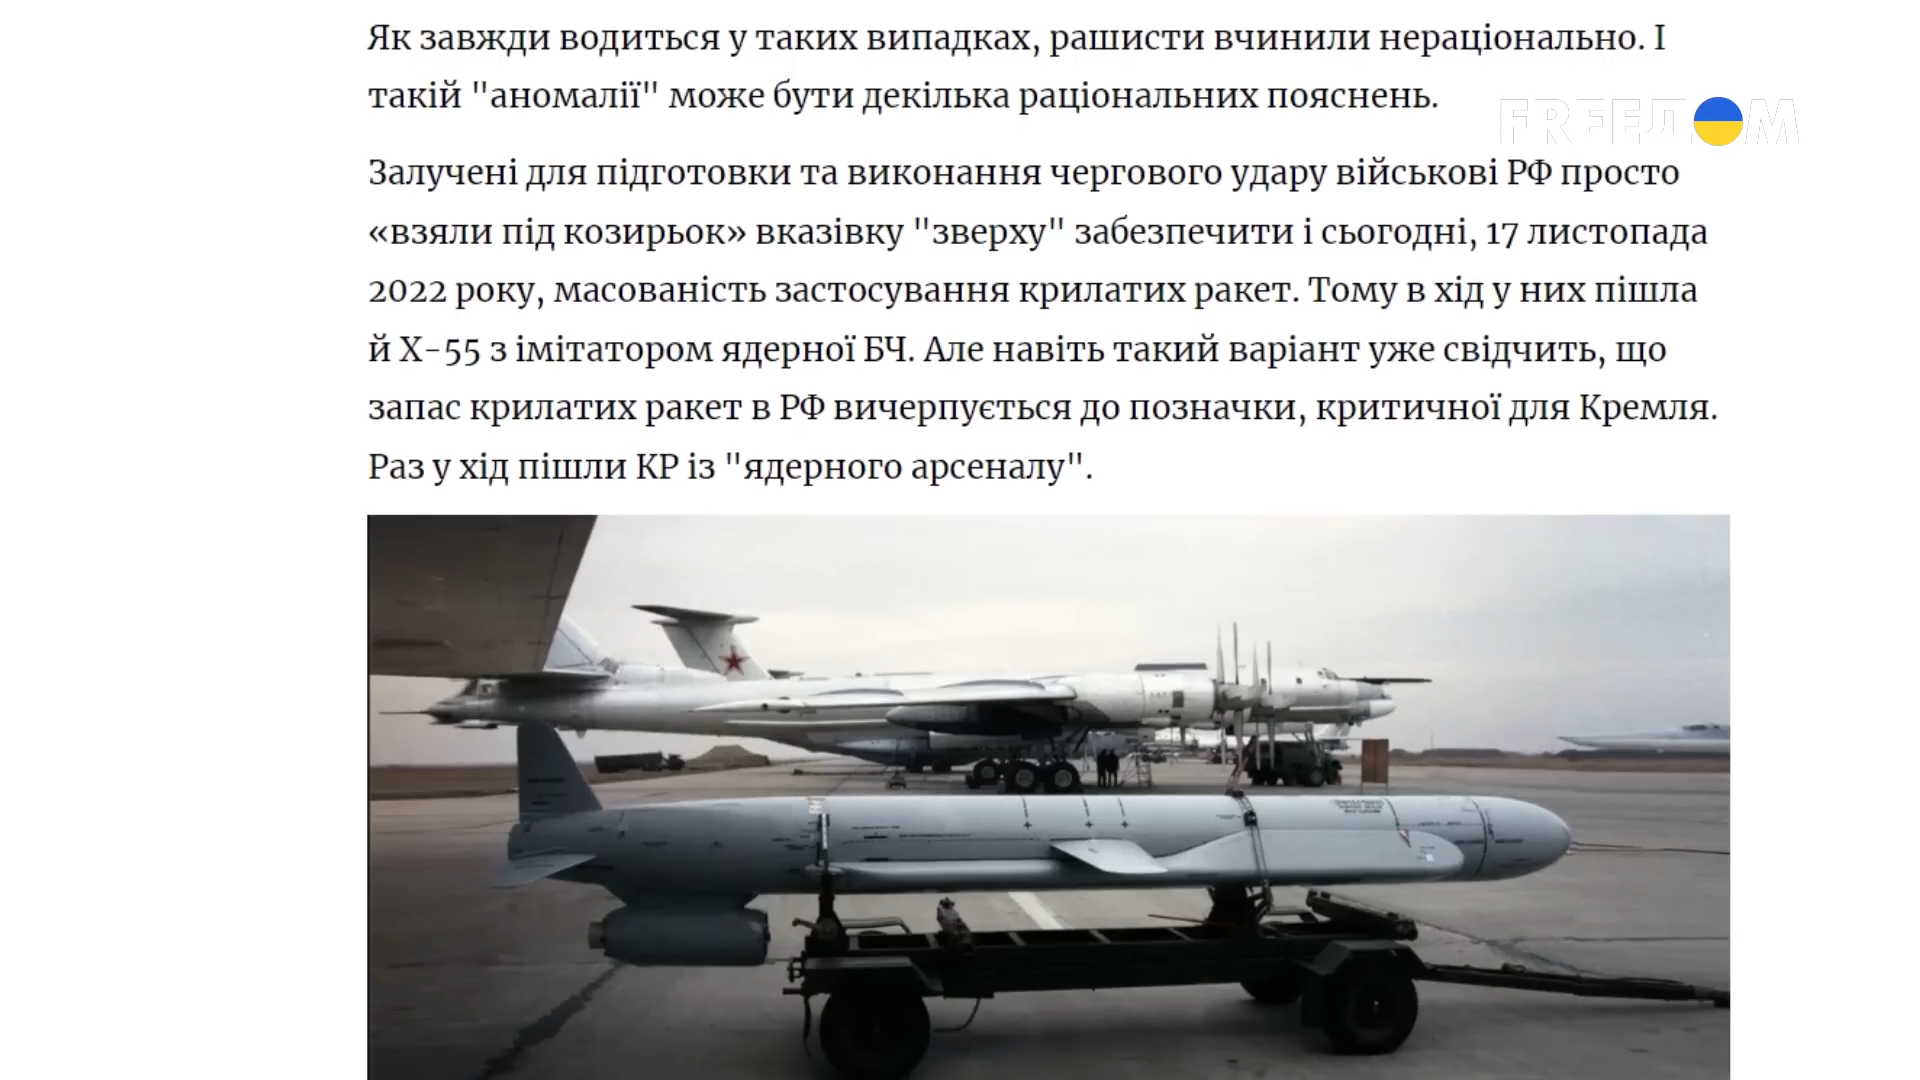 Як завжди водиться у таких випадках, рашисти вчинили нераціонально. І
такій "аномалії" може бути декілька раціональних пояснень.
FREEДOM
Залучені для підготовки та виконання чергового удару військові РФ просто
«взяли під козирьок» вказівку "зверху" забезпечити і сьогодні, 17 листопада
2022 року, масованість застосування крилатих ракет. Тому в хід у них пішла
й Х-55 з імітатором ядерної БЧ. Але навіть такий варіант уже свідчить, що
запас крилатих ракет в РФ вичерпується до позначки, критичної для Кремля.
Раз у хід пішли КР із "ядерного арсеналу".